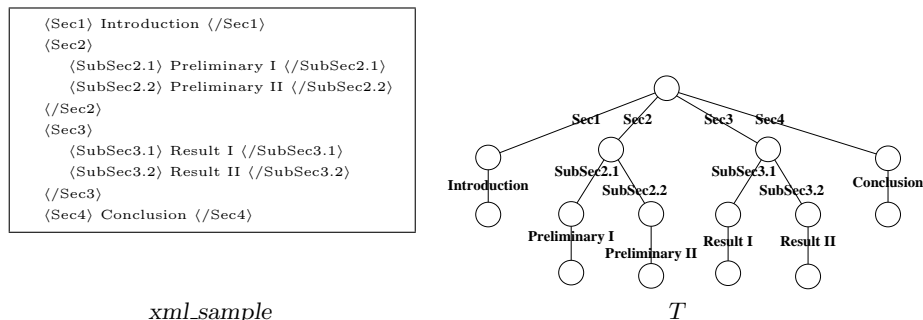 ⟨Sec1⟩ Introduction ⟨/Sec1⟩
⟨Sec2⟩
⟨SubSec2.1⟩ Preliminary I ⟨/SubSec2.1⟩
⟨SubSec2.2⟩ Preliminary II ⟨/SubSec2.2⟩
⟨/Sec2⟩
⟨Sec3⟩
⟨SubSec3.1⟩ Result I ⟨/SubSec3.1⟩
⟨SubSec3.2⟩ Result II ⟨/SubSec3.2⟩
⟨/Sec3⟩
⟨Sec4⟩ Conclusion ⟨/Sec4⟩
xml_sample
Sec1 Sec2 Sec3 Sec4
SubSec2.1 SubSec3.1
Introduction SubSec2.2 SubSec3.2 Conclusion
Preliminary I Result I Result II
Preliminary II
T